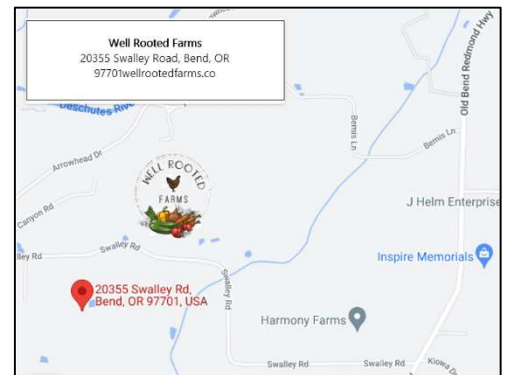 Well Rooted Farms
20355 Swalley Road, Bend, OR
97701wellrootedfarms.co
Old Bend Redmond Hwy
Deschutes
Bemis Ln
Bemis Ln
Arrowhead Dr
WELL ROOTED
FARMS
J Helm Enterprise
Canyon Rd
Swalley Rd
ley Rd
Inspire Memorials
20355 Swalley Rd,
Bend, OR 97701, USA
Swalley Rd
Harmony Farms
Swalley Rd
Swalley Rd
Kiowa